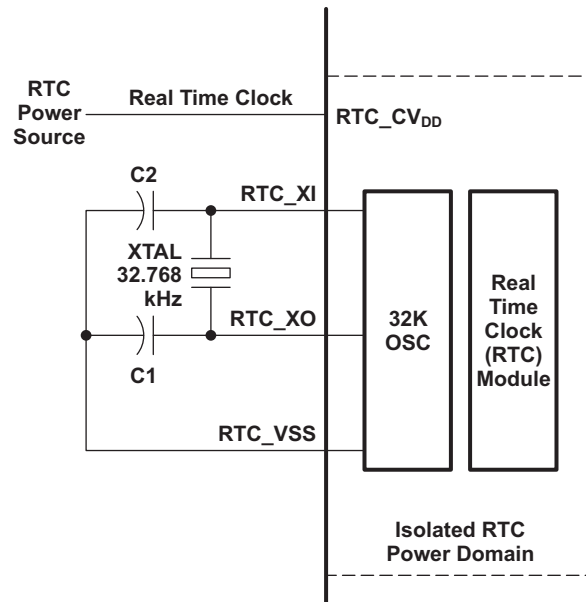 RTC
Power
Source
Real Time Clock
RTC_CVDD
C2
RTC_XI
XTAL
32.768
kHz
RTC_XO
C1
RTC_VSS
32K
OSC
Real
Time
Clock
(RTC)
Module
Isolated RTC
Power Domain